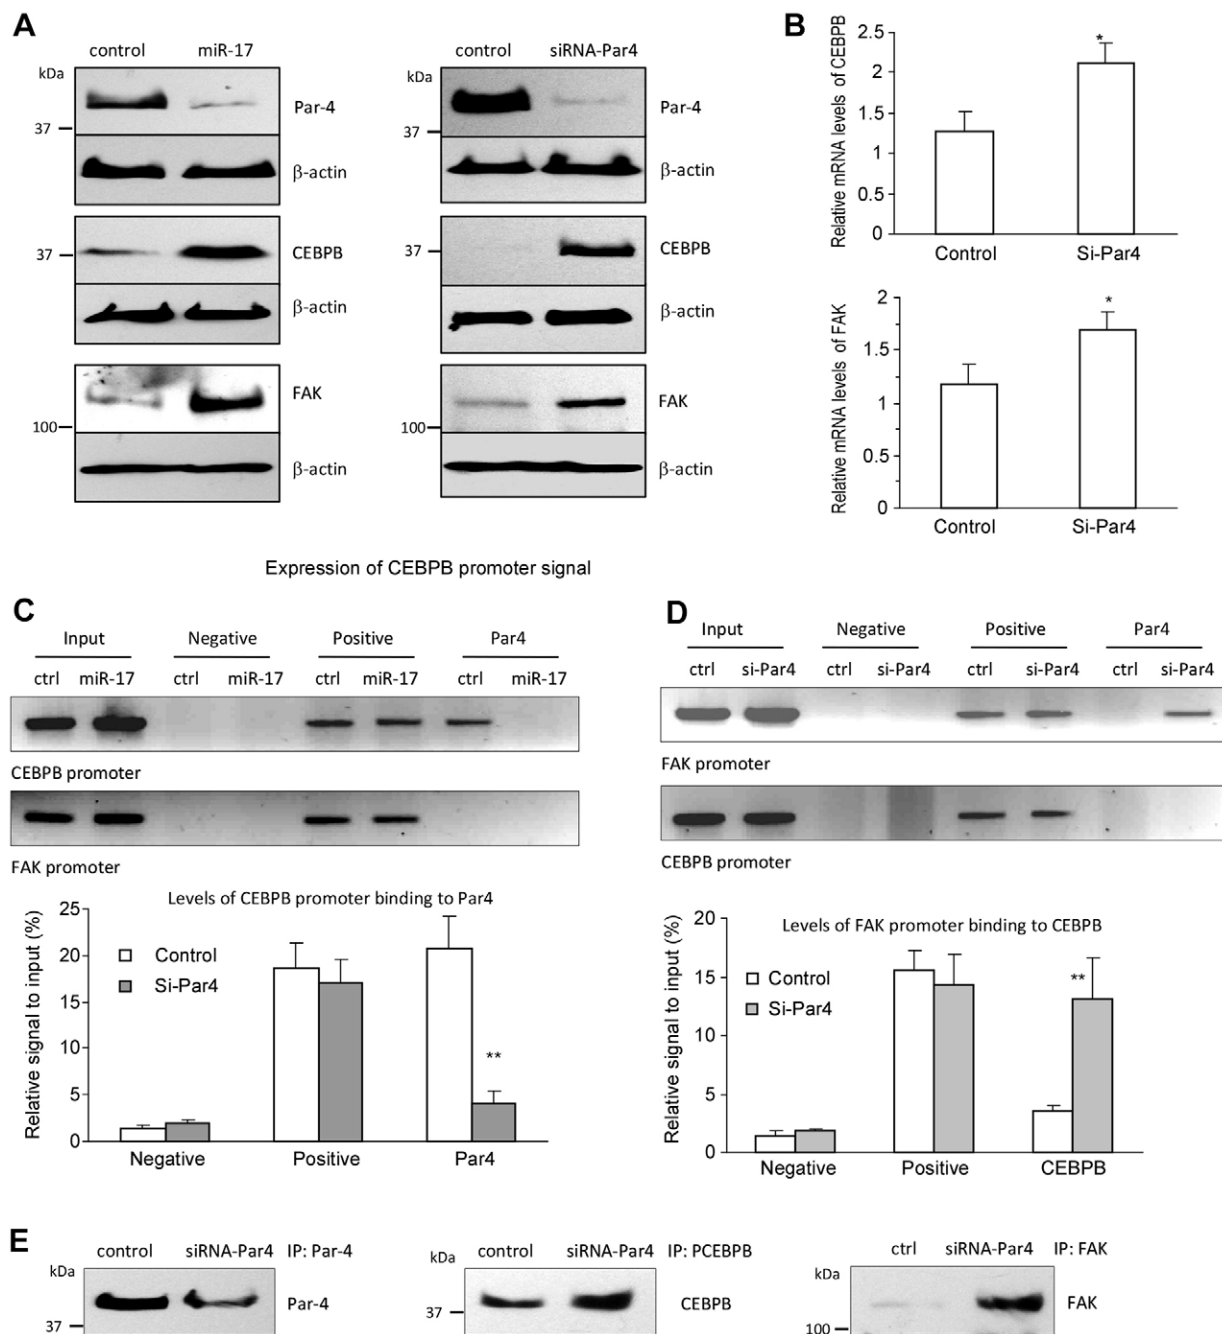 A
control miR-17
kDa
Par-4
37
β-actin
37
CEBPB
β-actin
FAK
100
β-actin
control siRNA-Par4
Par-4
37
β-actin
37
CEBPB
β-actin
FAK
100
β-actin
B
Relative mRNA levels of CEBPB
2.5
2
1.5
1
0.5
0
*
Control Si-Par4
Relative mRNA levels of FAK
2
1.5
1
0.5
0
*
Control Si-Par4
Expression of CEBPB promoter signal
C
Input Negative Positive Par4
ctrl miR-17 ctrl miR-17 ctrl miR-17 ctrl miR-17
CEBPB promoter
FAK promoter
Levels of CEBPB promoter binding to Par4
Relative signal to input (%)
25
20
15
10
5
0
Control
Si-Par4
**
Negative Positive Par4
D
Input Negative Positive Par4
ctrl si-Par4 ctrl si-Par4 ctrl si-Par4 ctrl si-Par4
FAK promoter
CEBPB promoter
Levels of FAK promoter binding to CEBPB
Relative signal to input (%)
20
15
10
5
0
Control
Si-Par4
**
Negative Positive CEBPB
E
control siRNA-Par4 IP: Par-4
kDa
Par-4
37
control siRNA-Par4 IP: PCEBPB
CEBPB
37
ctrl siRNA-Par4 IP: FAK
kDa
FAK
100